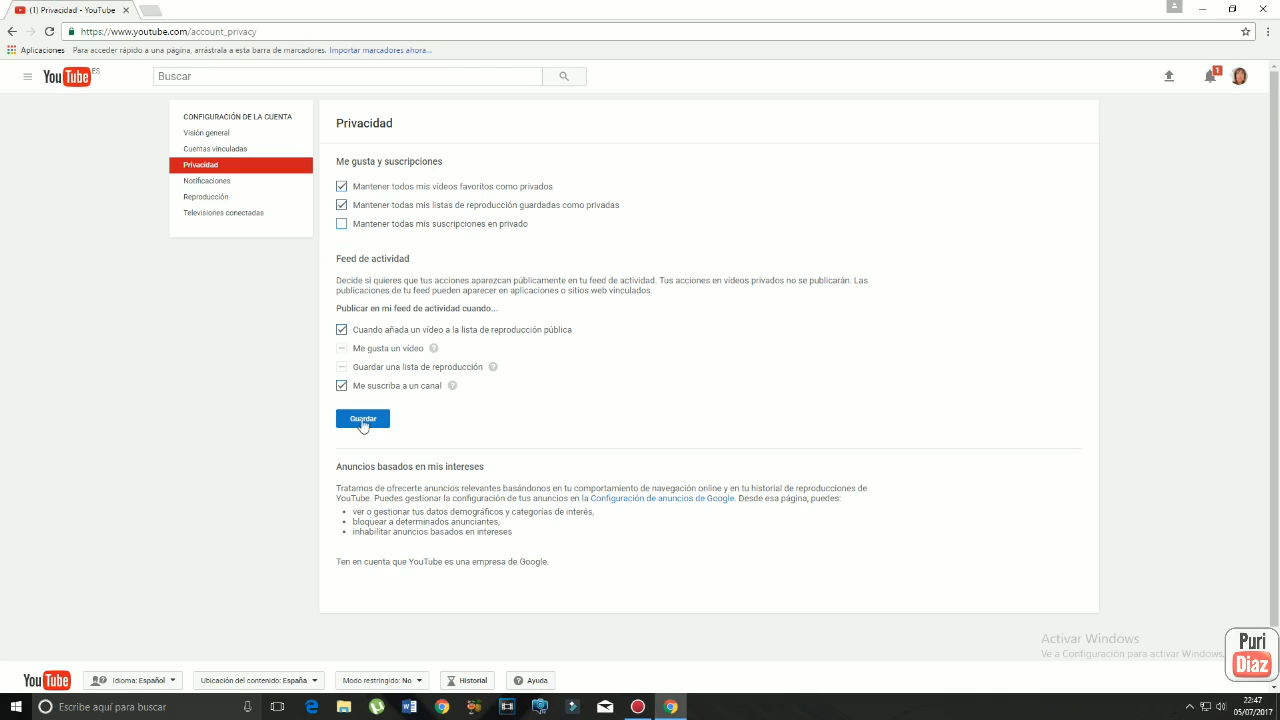 (1) Privacidad - YouTube
https://www.youtube.com/account_privacy
Aplicaciones Para acceder rápido a una página, arrástrala a esta barra de marcadores. Importar marcadores ahora...
YouTube ES
Buscar
1
CONFIGURACIÓN DE LA CUENTA
Visión general
Cuentas vinculadas
Privacidad
Notificaciones
Reproducción
Televisiones conectadas
Privacidad
Me gusta y suscripciones
Mantener todos mis vídeos favoritos como privados
Mantener todas mis listas de reproducción guardadas como privadas
Mantener todas mis suscripciones en privado
Feed de actividad
Decide si quieres que tus acciones aparezcan públicamente en tu feed de actividad. Tus acciones en vídeos privados no se publicarán. Las
publicaciones de tu feed pueden aparecer en aplicaciones o sitios web vinculados.
Publicar en mi feed de actividad cuando...
Cuando añada un vídeo a la lista de reproducción pública
Me gusta un vídeo ?
Guardar una lista de reproducción ?
Me suscriba a un canal ?
Guardar
Anuncios basados en mis intereses
Tratamos de ofrecerte anuncios relevantes basándonos en tu comportamiento de navegación online y en tu historial de reproducciones de
YouTube. Puedes gestionar la configuración de tus anuncios en la Configuración de anuncios de Google. Desde esa página, puedes:
• ver o gestionar tus datos demográficos y categorías de interés,
• bloquear a determinados anunciantes,
• inhabilitar anuncios basados en intereses
Ten en cuenta que YouTube es una empresa de Google.
Activar Windows
Ve a Configuración para activar Windows.
Puri
Diaz
YouTube Idioma: Español Ubicación del contenido: España Modo restringido: No Historial ? Ayuda
Escribe aquí para buscar
22:47
05/07/2017